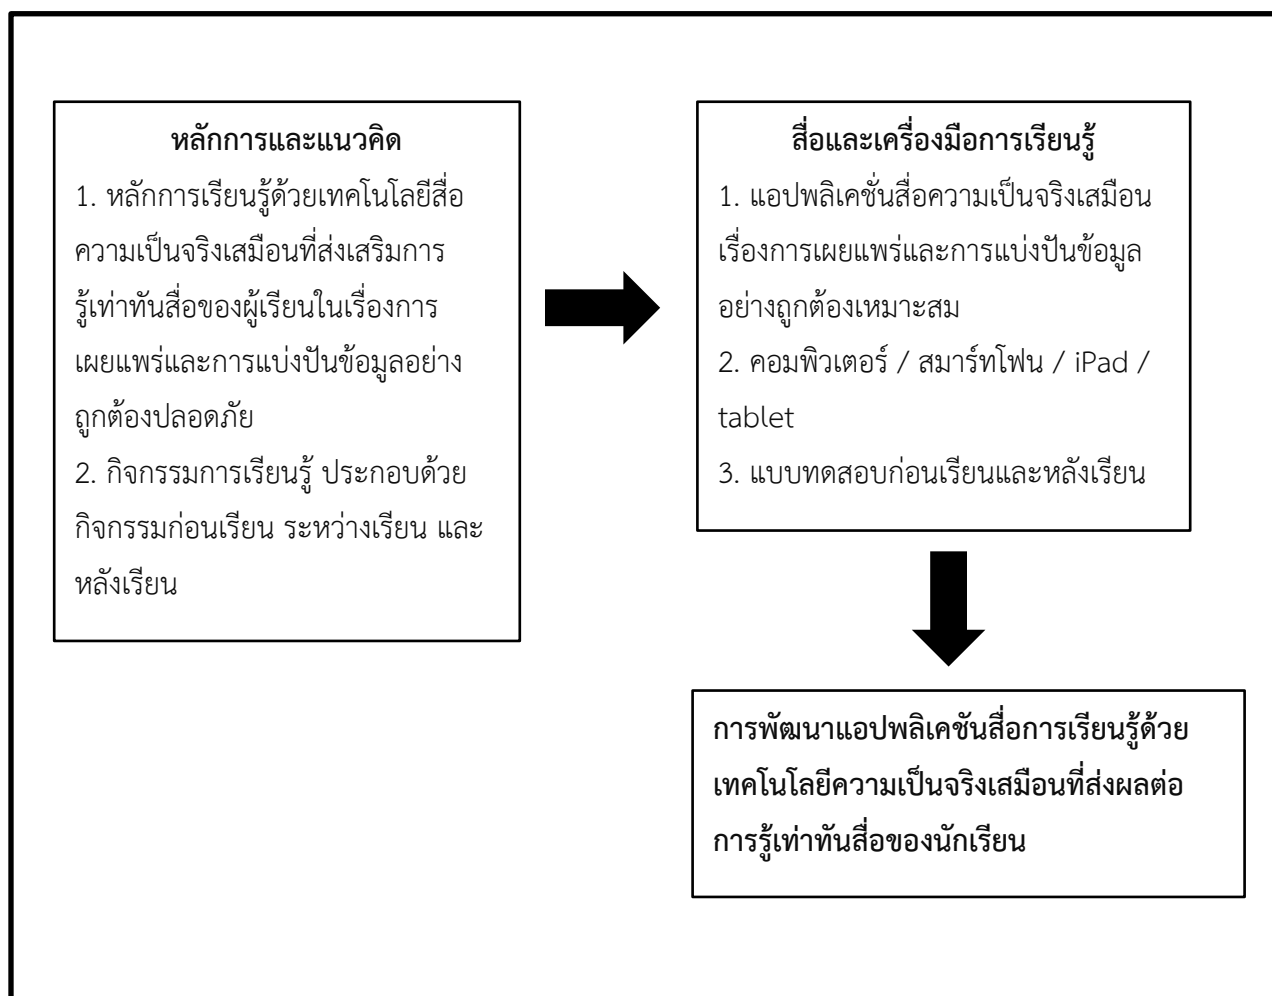 หลักการและแนวคิด
1. หลักการเรียนรู้ด้วยเทคโนโลยีสื่อ
ความเป็นจริงเสมือนที่ส่งเสริมการ
รู้เท่าทันสื่อของผู้เรียนในเรื่องการ
เผยแพร่และการแบ่งปันข้อมูลอย่าง
ถูกต้องปลอดภัย
2. กิจกรรมการเรียนรู้ ประกอบด้วย
กิจกรรมก่อนเรียน ระหว่างเรียน และ
หลังเรียน
สื่อและเครื่องมือการเรียนรู้
1. แอปพลิเคชั่นสื่อความเป็นจริงเสมือน
เรื่องการเผยแพร่และการแบ่งปันข้อมูล
อย่างถูกต้องเหมาะสม
2. คอมพิวเตอร์ / สมาร์ทโฟน / iPad /
tablet
3. แบบทดสอบก่อนเรียนและหลังเรียน
การพัฒนาแอปพลิเคชันสื่อการเรียนรู้ด้วย
เทคโนโลยีความเป็นจริงเสมือนที่ส่งผลต่อ
การรู้เท่าทันสื่อของนักเรียน